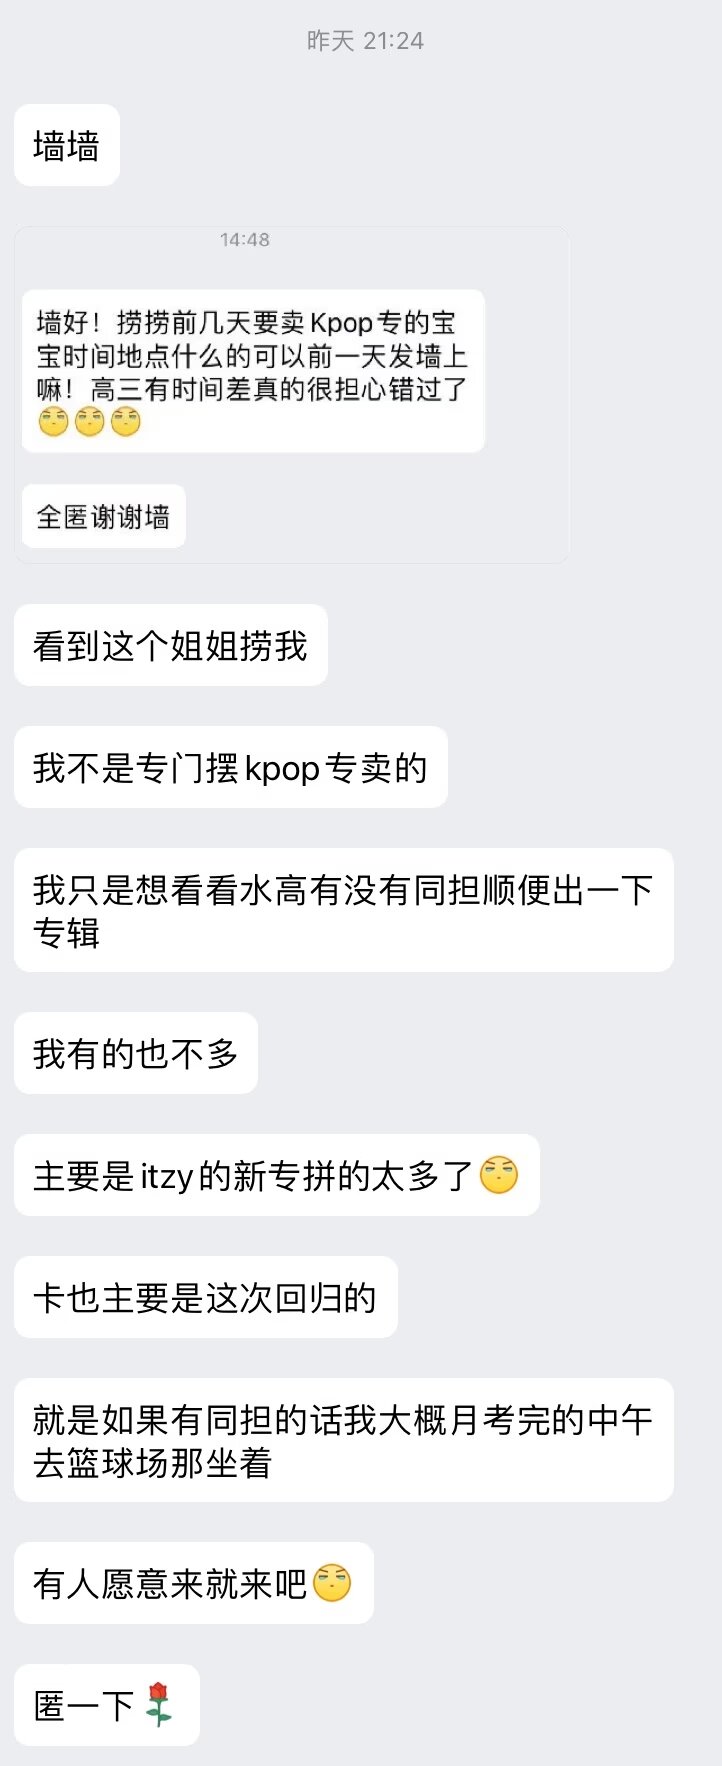 昨天 21:24
墙墙
14:48
墙好！捞捞前几天要卖Kpop专的宝
宝时间地点什么的可以前一天发墙上
嘛！高三有时间差真的很担心错过了
全匿谢谢墙
看到这个姐姐捞我
我不是专门摆kpop专卖的
我只是想看看水高有没有同担顺便出一下
专辑
我有的也不多
主要是itzy的新专拼的太多了
卡也主要是这次回归的
就是如果有同担的话我大概月考完的中午
去篮球场那坐着
有人愿意来就来吧
匿一下